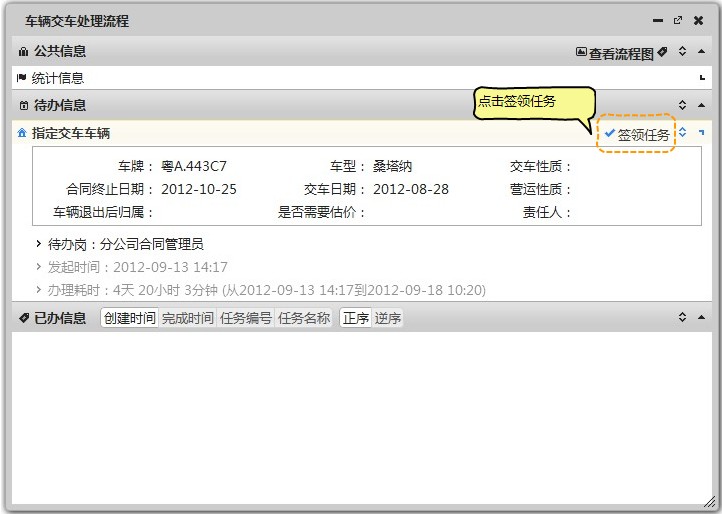 车辆交车处理流程
公共信息 查看流程图
统计信息
待办信息
点击签领任务
指定交车车辆 签领任务
车牌： 粤A.443C7 车型： 桑塔纳 交车性质：
合同终止日期： 2012-10-25 交车日期： 2012-08-28 营运性质：
车辆退出后归属： 是否需要估价： 责任人：
待办岗：分公司合同管理员
发起时间：2012-09-13 14:17
办理耗时：4天 20小时 3分钟 (从2012-09-13 14:17到2012-09-18 10:20)
已办信息 创建时间 完成时间 任务编号 任务名称 正序 逆序